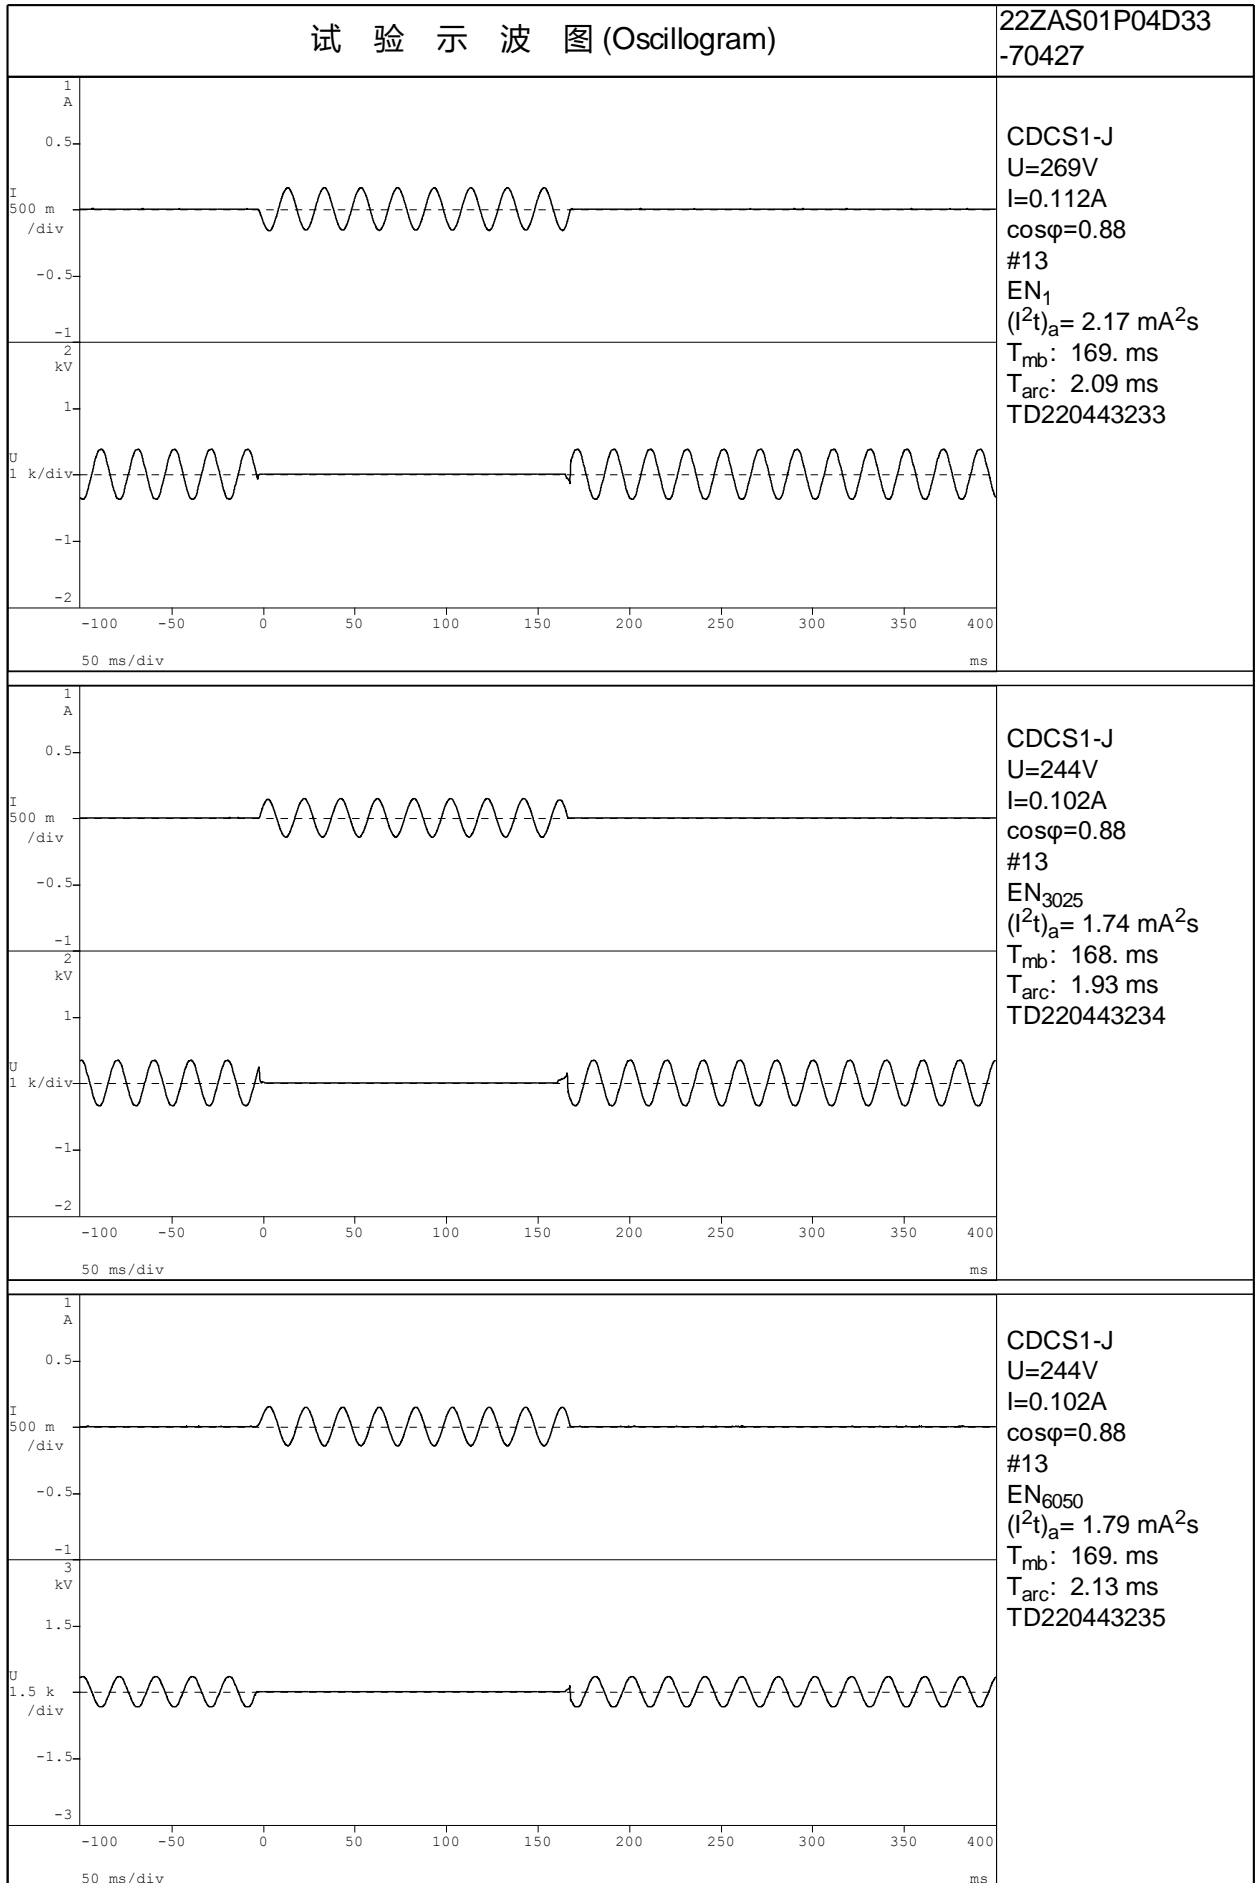 试 验 示 波 图 (Oscillogram)
22ZAS01P04D33
-70427
1
A
0.5
I
500 m
/div
-0.5
-1
2
kV
1
U
1 k/div
-1
-2
-100 -50 0 50 100 150 200 250 300 350 400
50 ms/div ms
CDCS1-J
U=269V
I=0.112A
cosφ=0.88
#13
EN₁
(I²t)ₐ= 2.17 mA²s
Tmb: 169. ms
Tarc: 2.09 ms
TD220443233
1
A
0.5
I
500 m
/div
-0.5
-1
2
kV
1
U
1 k/div
-1
-2
-100 -50 0 50 100 150 200 250 300 350 400
50 ms/div ms
CDCS1-J
U=244V
I=0.102A
cosφ=0.88
#13
EN₃₀₂₅
(I²t)ₐ= 1.74 mA²s
Tmb: 168. ms
Tarc: 1.93 ms
TD220443234
1
A
0.5
I
500 m
/div
-0.5
-1
3
kV
1.5
U
1.5 k
/div
-1.5
-3
-100 -50 0 50 100 150 200 250 300 350 400
50 ms/div ms
CDCS1-J
U=244V
I=0.102A
cosφ=0.88
#13
EN₆₀₅₀
(I²t)ₐ= 1.79 mA²s
Tmb: 169. ms
Tarc: 2.13 ms
TD220443235